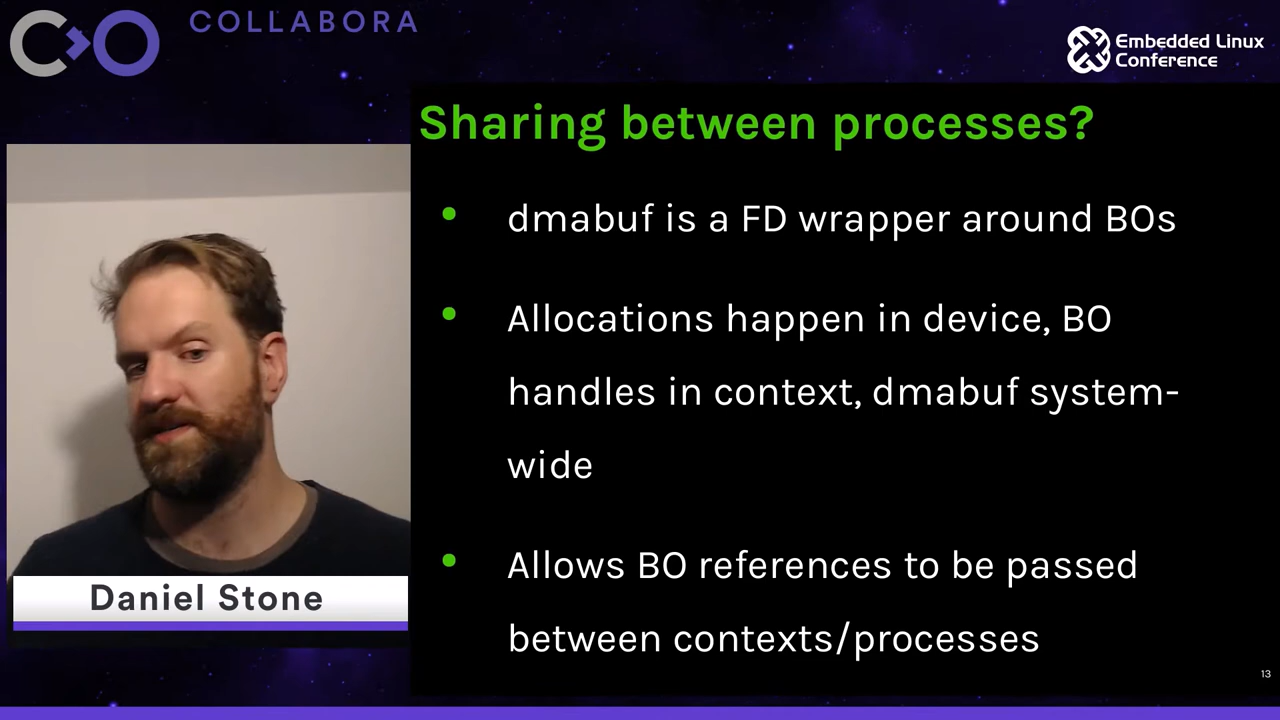 COLLABORA
Embedded Linux
Conference
Sharing between processes?
• dmabuf is a FD wrapper around BOs
• Allocations happen in device, BO
handles in context, dmabuf system-
wide
• Allows BO references to be passed
between contexts/processes
Daniel Stone
13